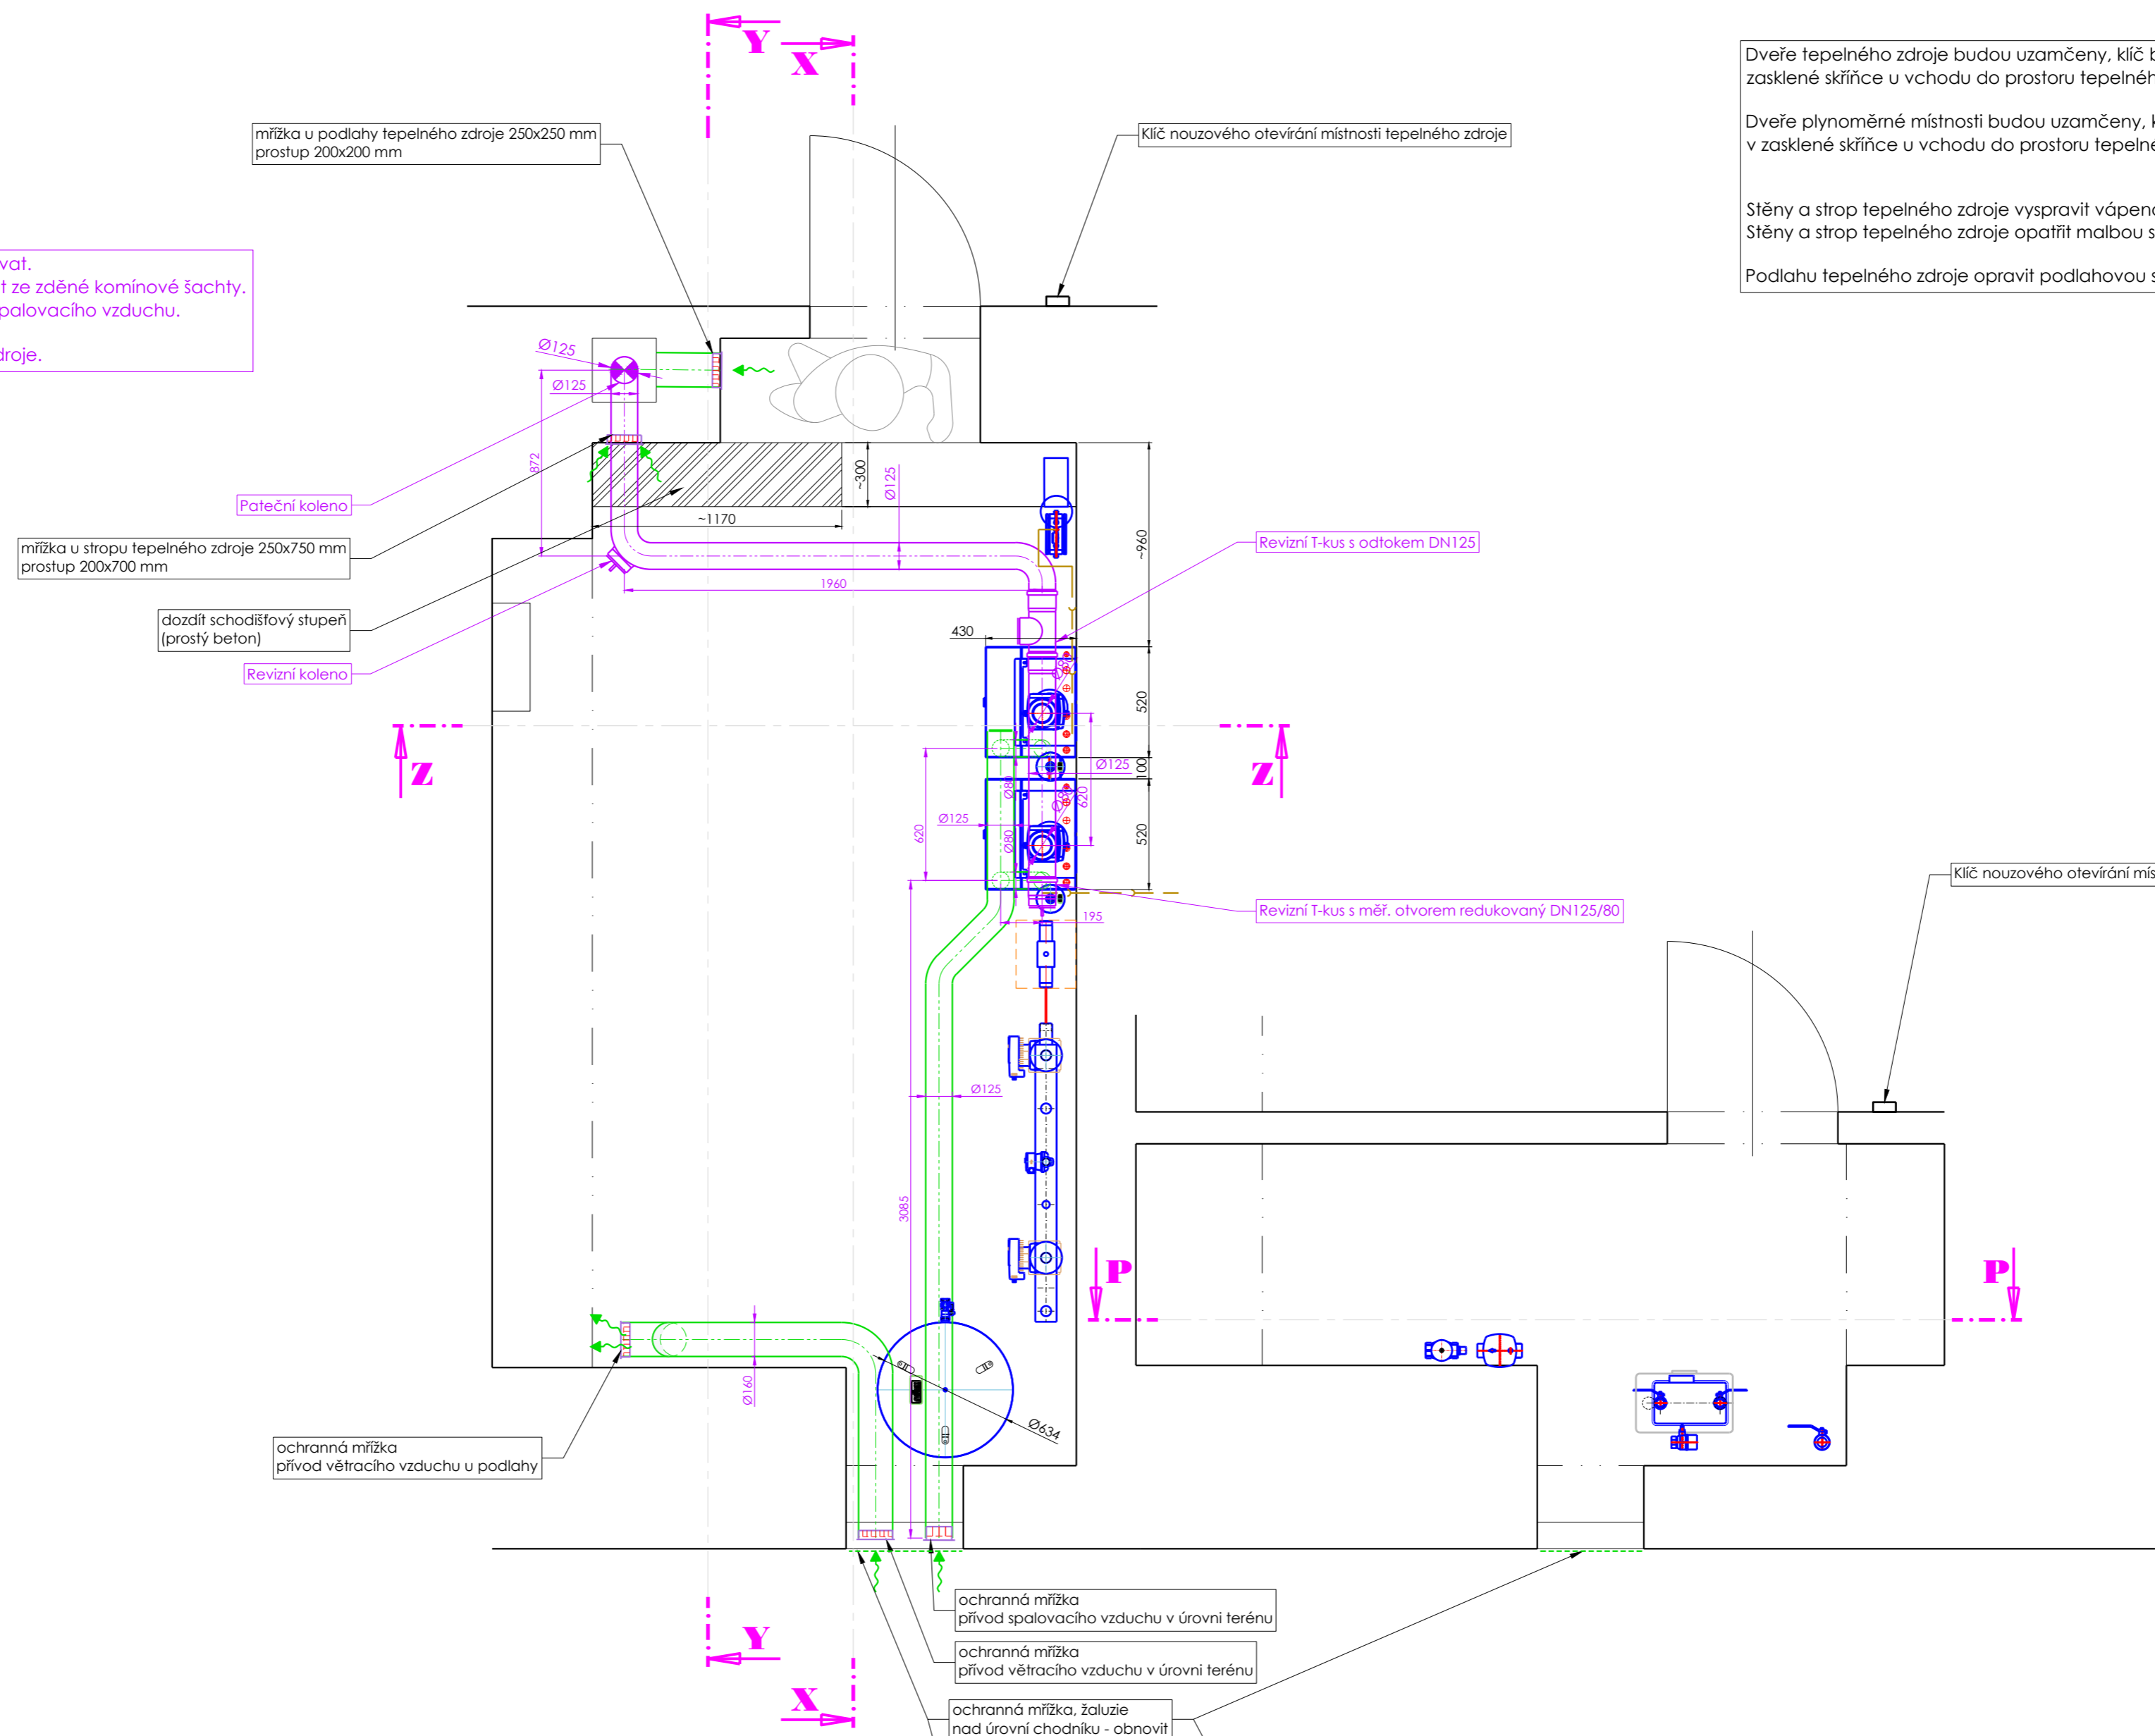 Y
X
Dveře tepelného zdroje budou uzamčeny, klíč
zasklené skříňce u vchodu do prostoru
Dveře plynoměrné místnosti budou uzamčeny,
v zasklené skříňce u vchodu do prostoru
Stěny a strop tepelného zdroje vyspravit
Stěny a strop tepelného zdroje opatřit malbou
Podlahu tepelného zdroje opravit podlahovou
mřížka u podlahy tepelného zdroje 250x250 mm
prostup 200x200 mm
Klíč nouzového otevírání místnosti tepelného zdroje
ze zděné komínové šachty.
vzduchu.
Ø125
Ø125
872
~300
Ø125
~1170
Pateční koleno
mřížka u stropu tepelného zdroje 250x750 mm
prostup 200x700 mm
~960
Revizní T-kus s odtokem DN125
1960
dozdít schodišťový stupeň
(prostý beton)
430
Revizní koleno
520
Z
Z
100
Ø125
Ø80
620
Ø125
620
Ø80
520
Klíč nouzového otevírání
Revizní T-kus s měř. otvorem redukovaný DN125/80
195
Ø125
3085
P
P
Ø160
Ø634
ochranná mřížka
přívod větracího vzduchu u podlahy
ochranná mřížka
přívod spalovacího vzduchu v úrovni terénu
Y
ochranná mřížka
přívod větracího vzduchu v úrovni terénu
X
ochranná mřížka, žaluzie
nad úrovní chodníku - obnovit